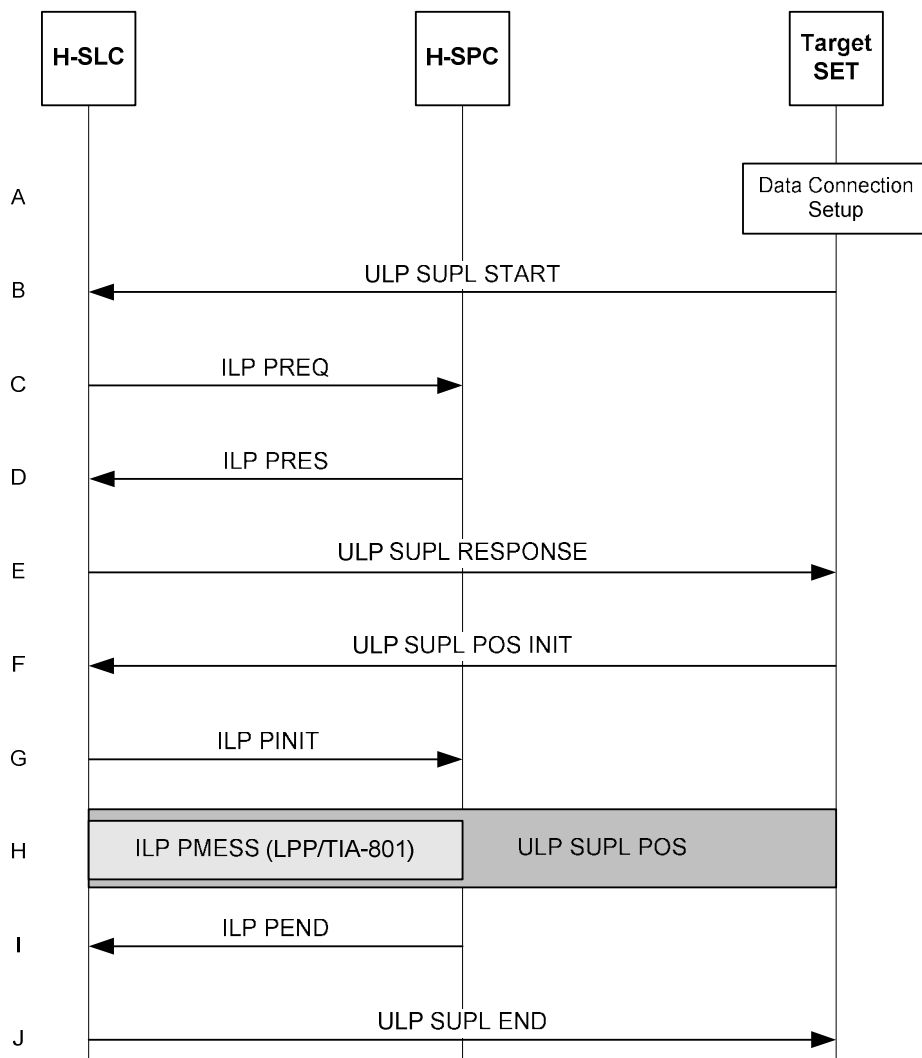 H-SLC
H-SPC
Target
SET
A
Data Connection
Setup
B
ULP SUPL START
C
ILP PREQ
D
ILP PRES
E
ULP SUPL RESPONSE
F
ULP SUPL POS INIT
G
ILP PINIT
H
ILP PMESS (LPP/TIA-801)
ULP SUPL POS
I
ILP PEND
J
ULP SUPL END